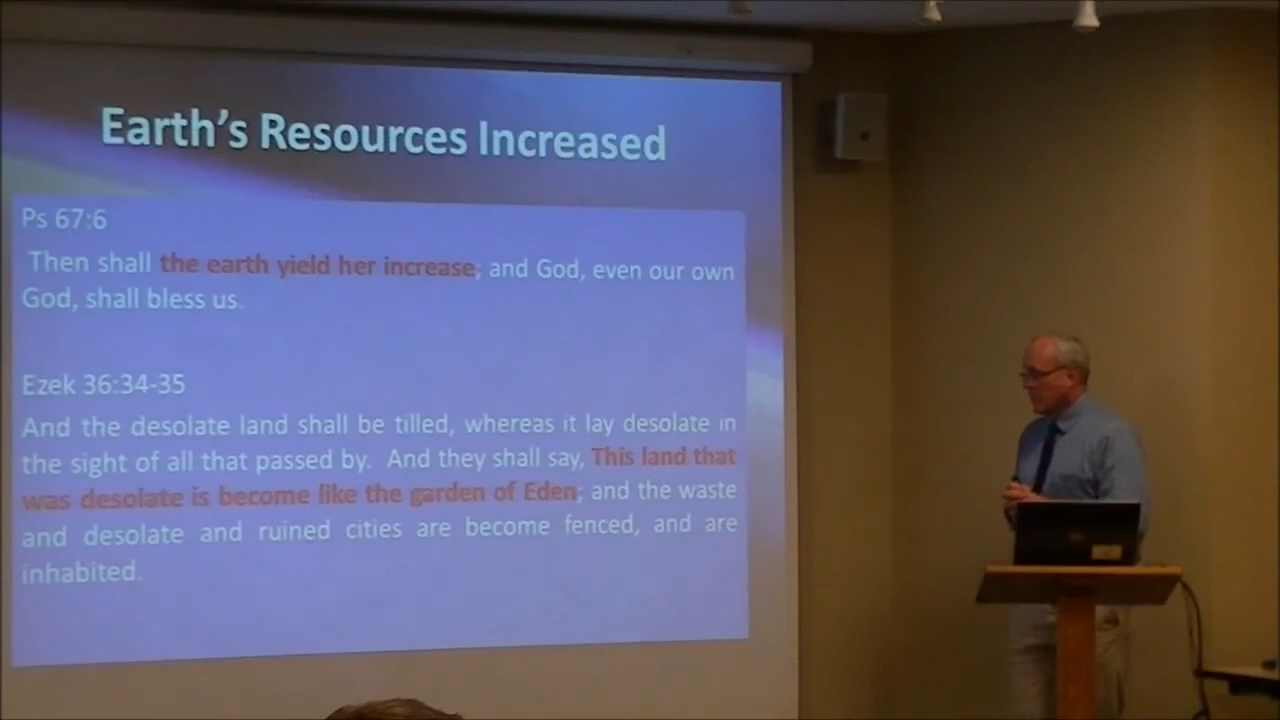 Earth's Resources Increased
Ps 67:6
Then shall the earth yield her increase; and God, even our own
God, shall bless us.
Ezek 36:34-35
And the desolate land shall be tilled, whereas it lay desolate in
the sight of all that passed by. And they shall say, This land that
was desolate is become like the garden of Eden; and the waste
and desolate and ruined cities are become fenced, and are
inhabited.